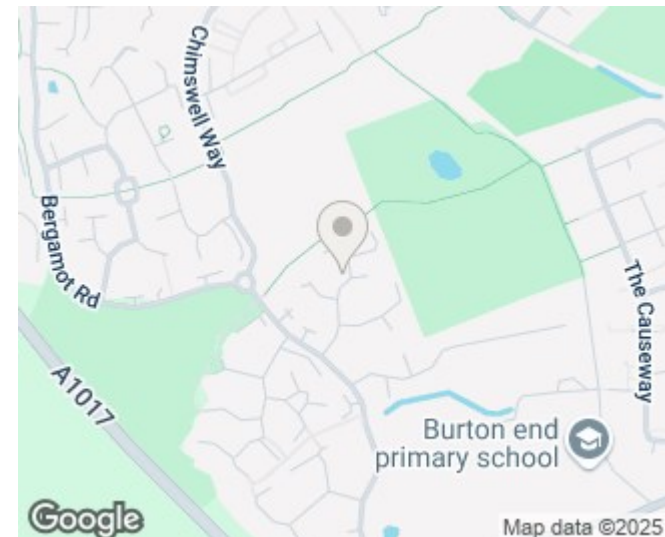 Chimswell Way
Bergamot Rd
A1017
The Causeway
Burton end
primary school
Google
Map data ©2025